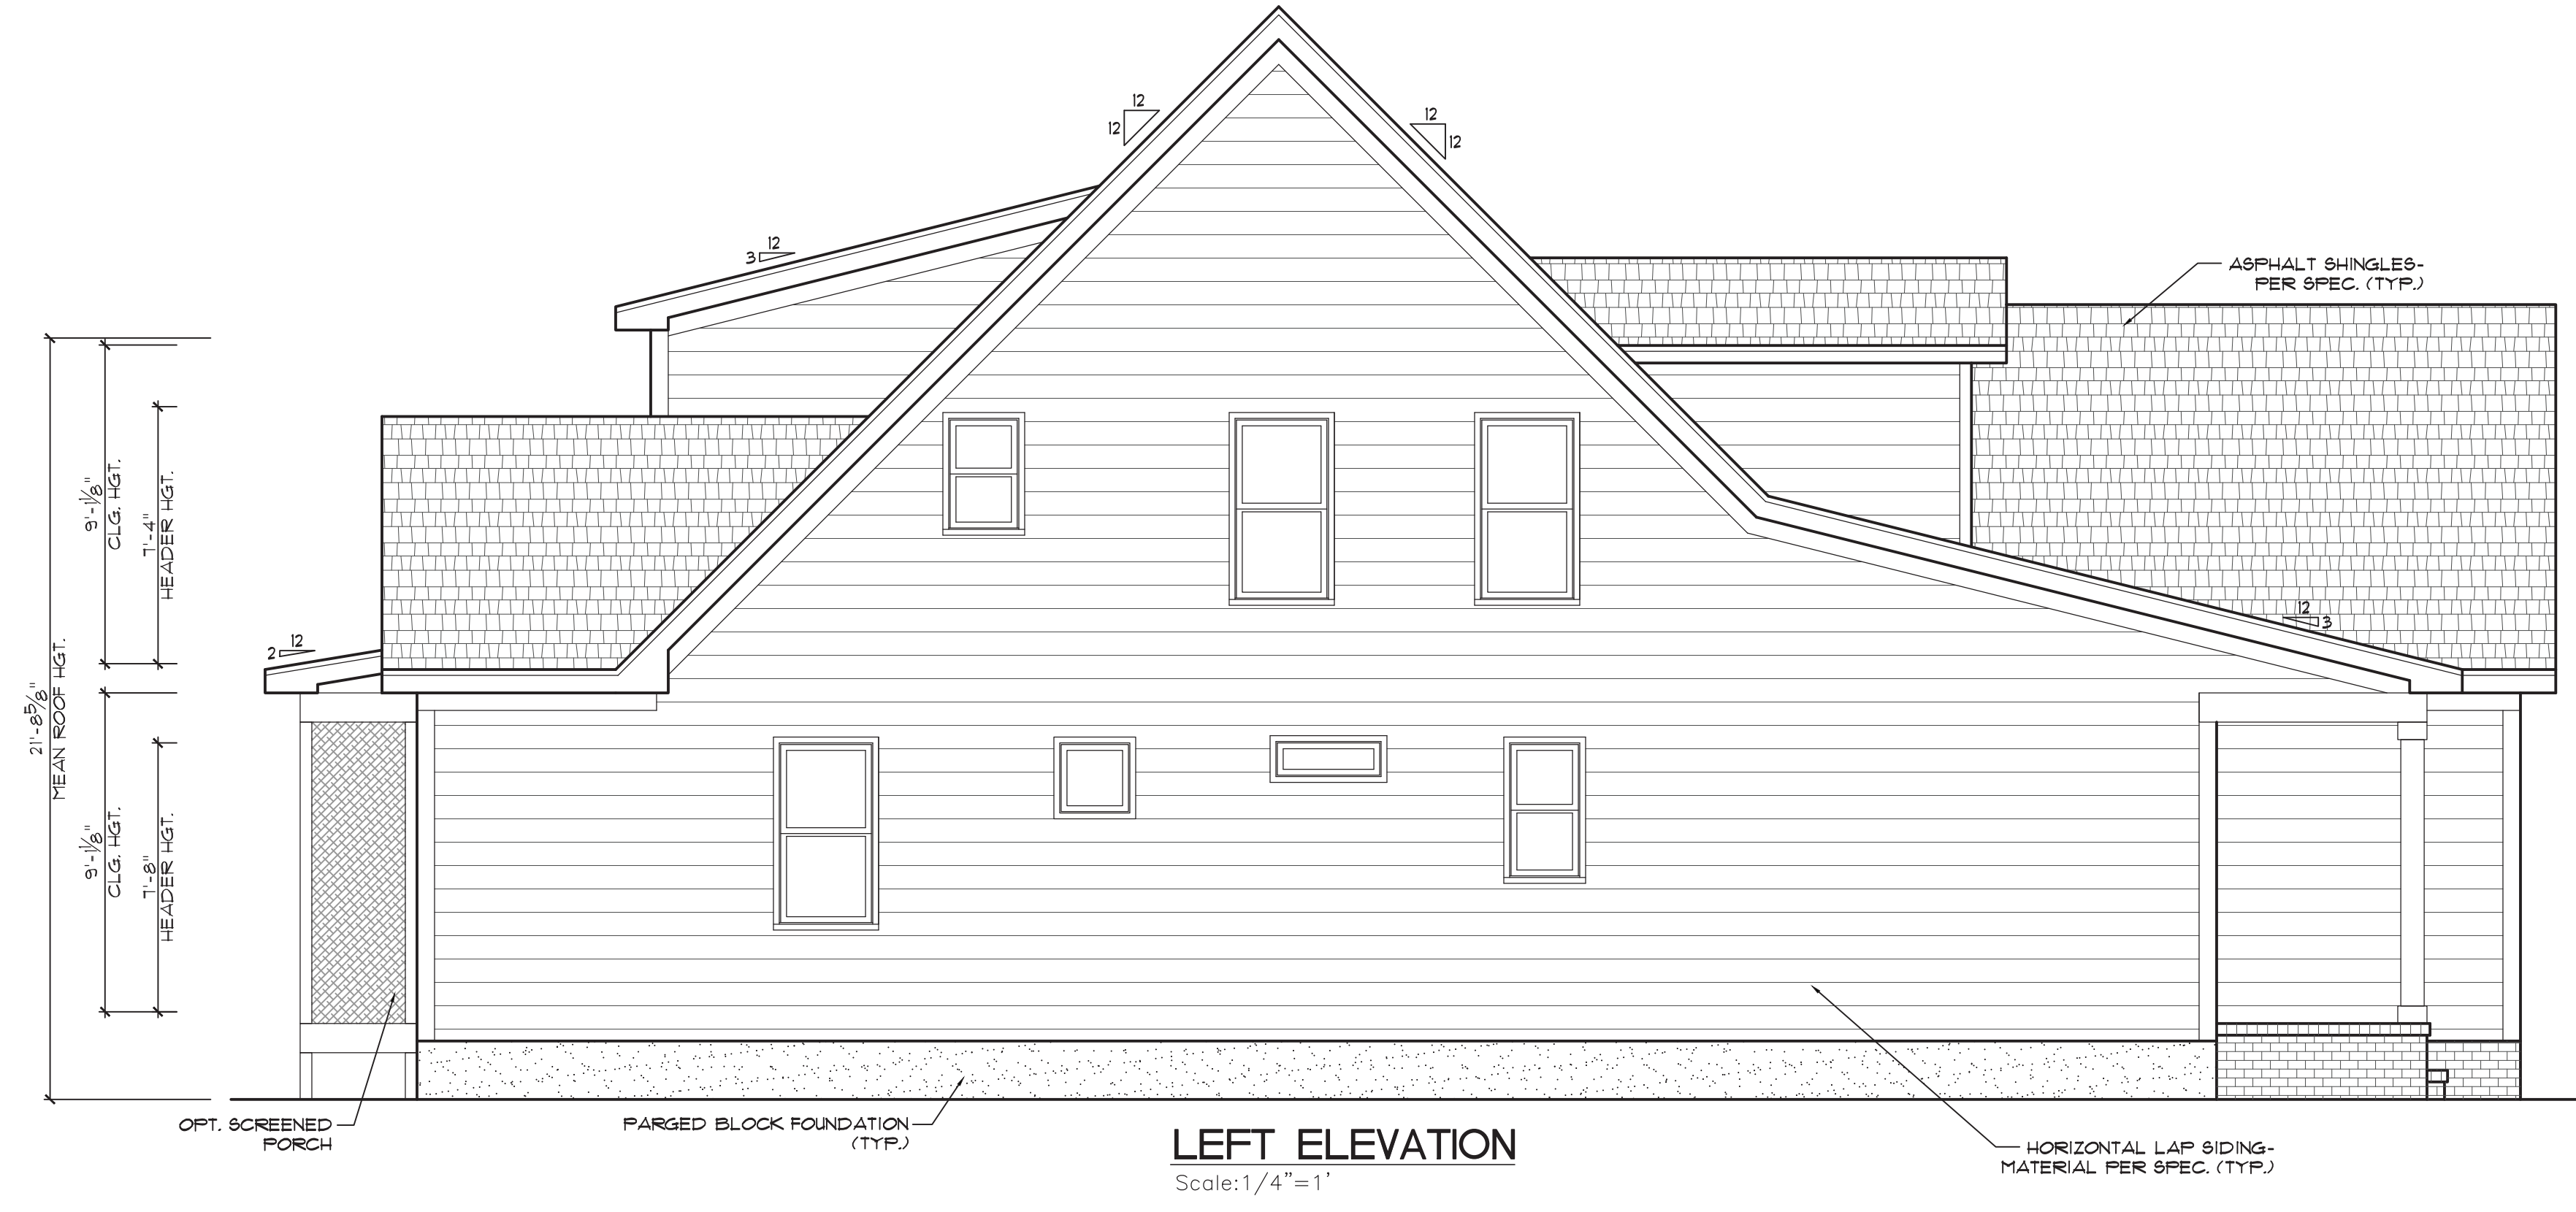 12
12
12
12
12
3
ASPHALT SHINGLES-
PER SPEC. (TYP.)
9'-1 1/8"
CLG. HGT.
7'-4"
HEADER HGT.
12
3
12
2
21'-8 5/8"
MEAN ROOF HGT.
9'-1 1/8"
CLG. HGT.
7'-8"
HEADER HGT.
OPT. SCREENED
PORCH
PARGED BLOCK FOUNDATION
(TYP.)
LEFT ELEVATION
Scale:1/4"=1'
HORIZONTAL LAP SIDING-
MATERIAL PER SPEC. (TYP.)